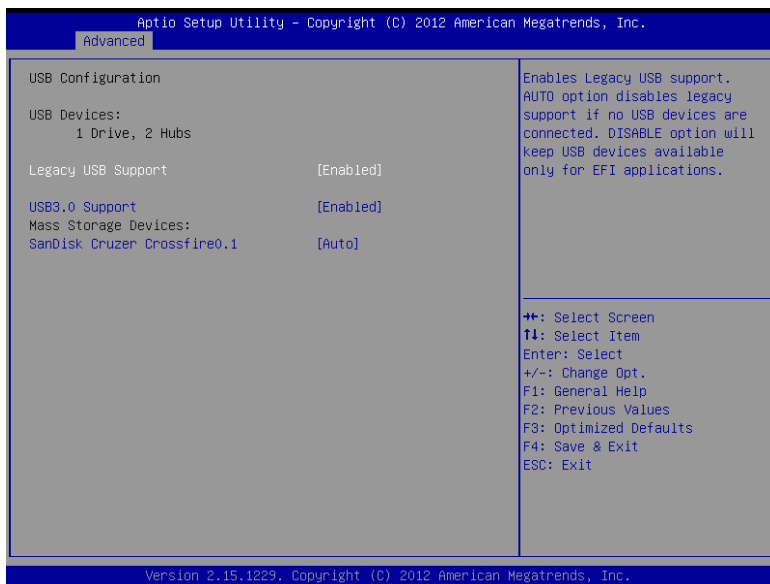 Aptio Setup Utility – Copyright (C) 2012 American Megatrends, Inc.
Advanced
USB Configuration
USB Devices:
1 Drive, 2 Hubs
Legacy USB Support [Enabled]
USB3.0 Support [Enabled]
Mass Storage Devices:
SanDisk Cruzer Crossfire0.1 [Auto]
Enables Legacy USB support.
AUTO option disables legacy
support if no USB devices are
connected. DISABLE option will
keep USB devices available
only for EFI applications.
→←: Select Screen
↑↓: Select Item
Enter: Select
+/-: Change Opt.
F1: General Help
F2: Previous Values
F3: Optimized Defaults
F4: Save & Exit
ESC: Exit
Version 2.15.1229. Copyright (C) 2012 American Megatrends, Inc.